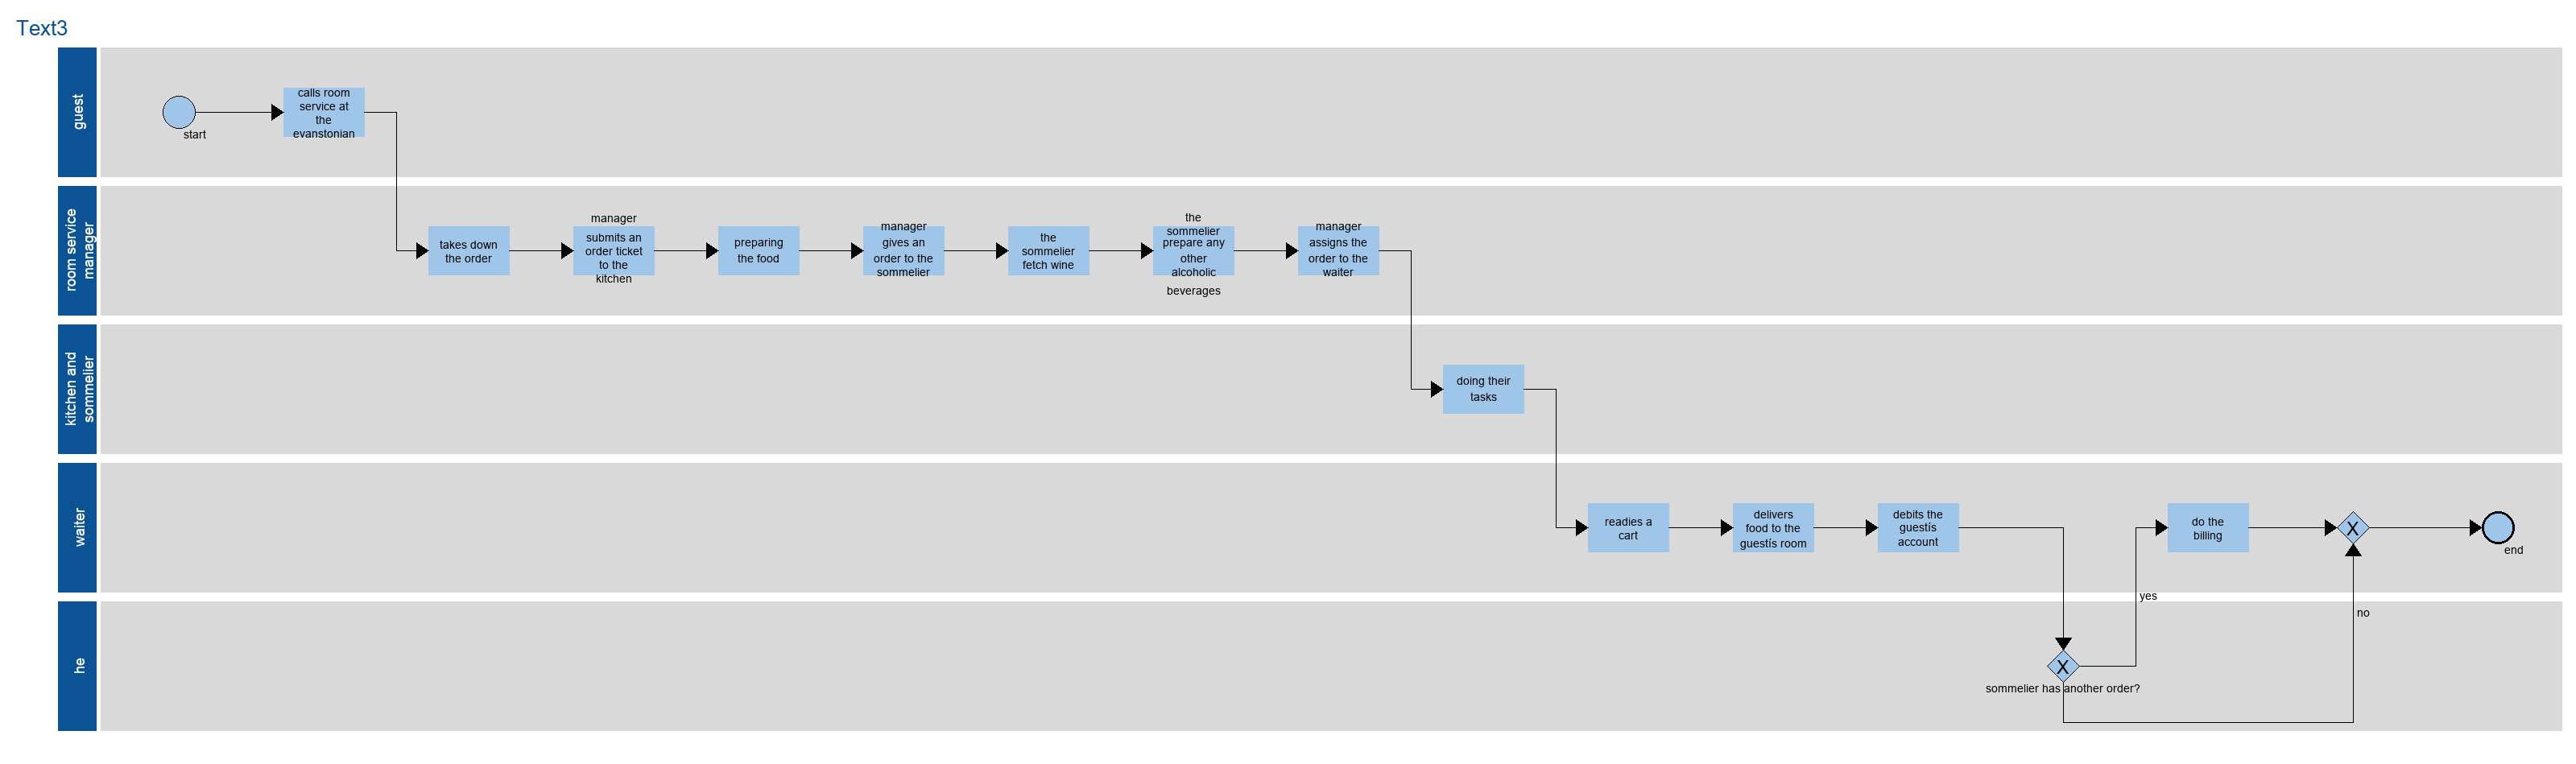 Text3
guest
start
calls room
service at
the
evanstonian
room service
manager
takes down
the order
manager
submits an
order ticket
to the
kitchen
preparing
the food
manager
gives an
order to the
sommelier
the
sommelier
fetch wine
the
sommelier
prepare any
other
alcoholic
beverages
manager
assigns the
order to the
waiter
kitchen and
sommelier
doing their
tasks
waiter
readies a
cart
delivers
food to the
guestís room
debits the
guestís
account
do the
billing
X
end
yes
no
he
X
sommelier has another order?